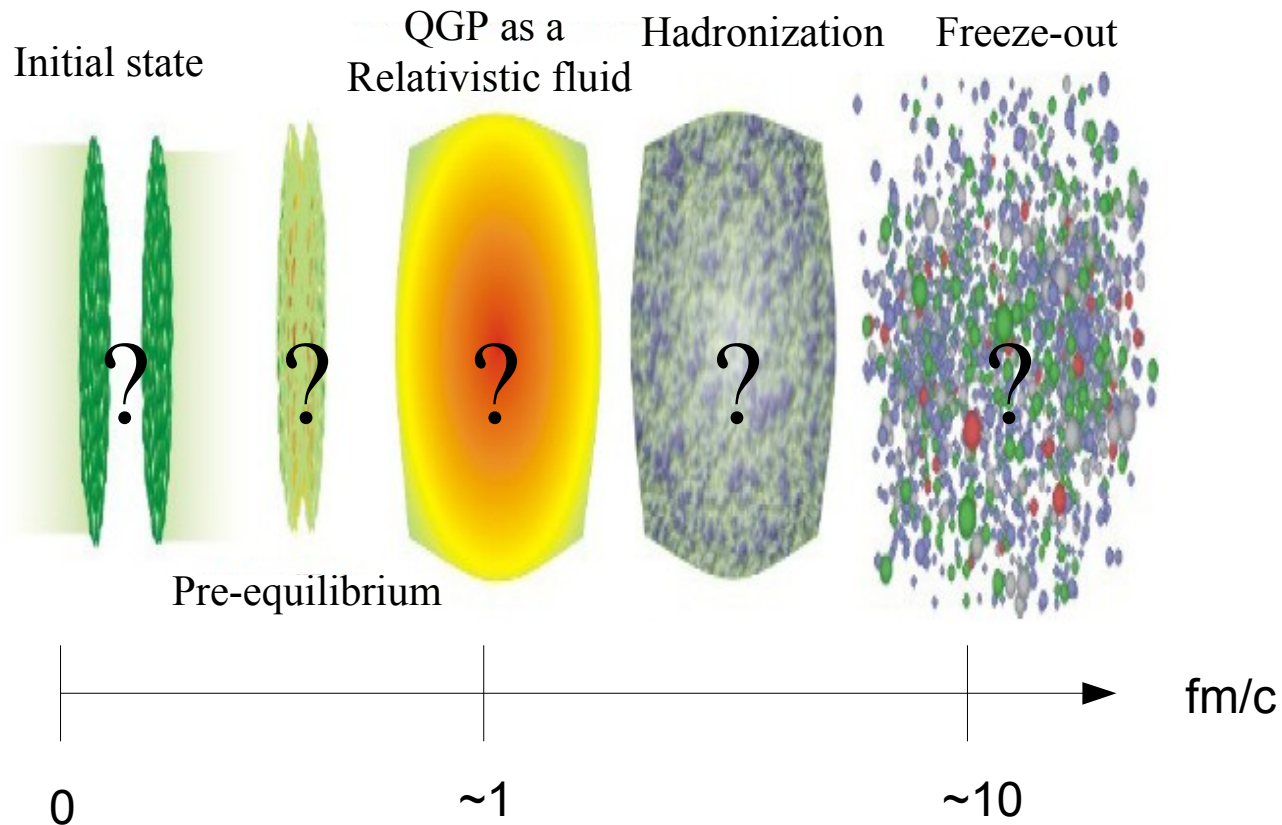 Initial state
QGP as a
Relativistic fluid
Hadronization
Freeze-out
?
?
?
?
?
Pre-equilibrium
fm/c
0
~1
~10